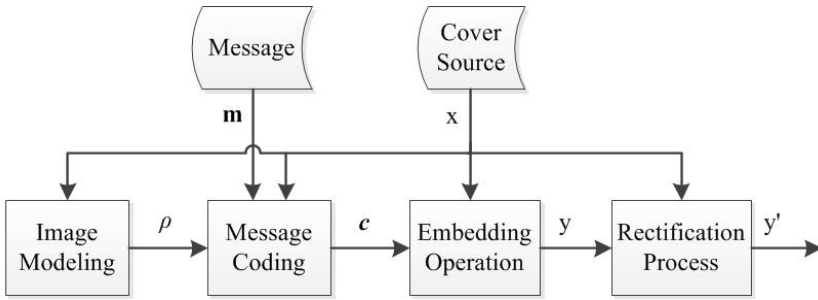 Message
Cover
Source
m
x
Image
Modeling
ρ
Message
Coding
c
Embedding
Operation
y
Rectification
Process
y'